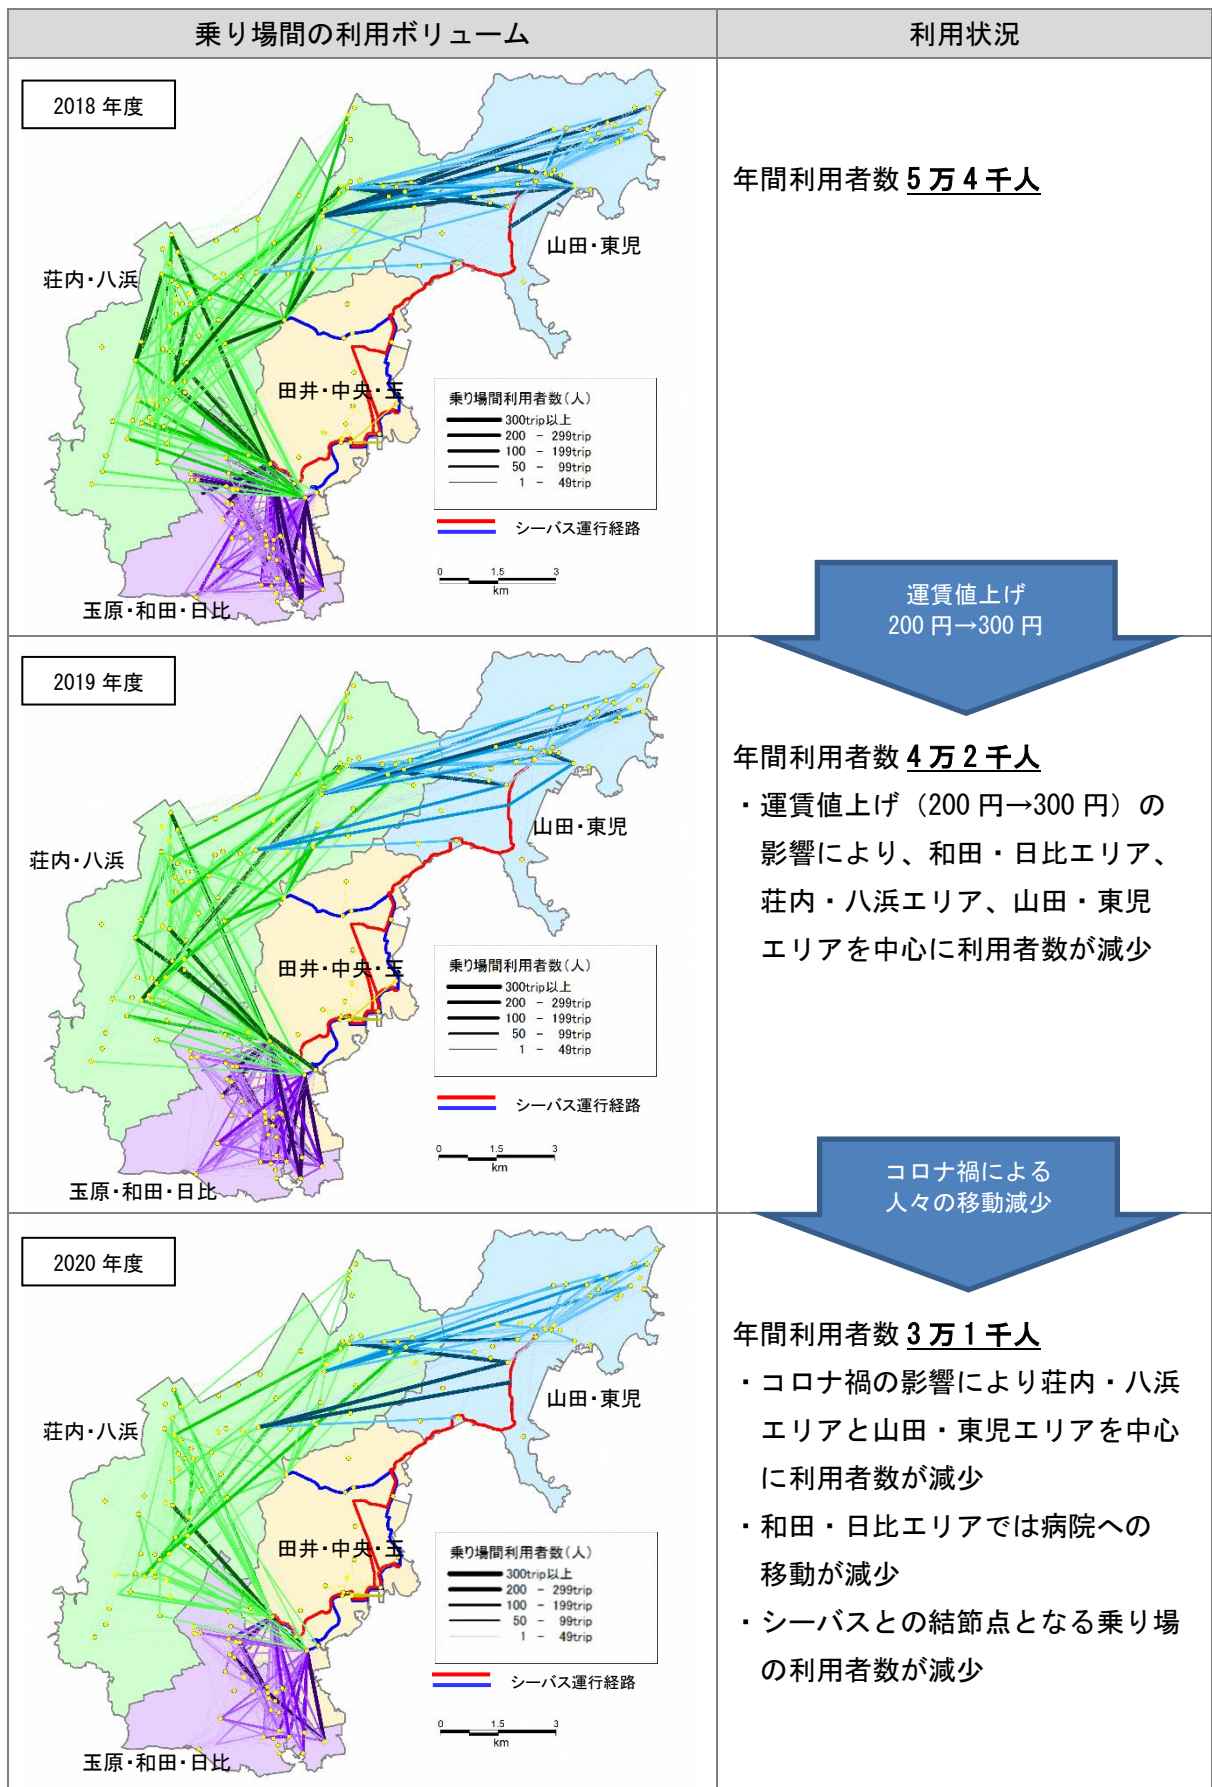 乗り場間の利用ボリューム
利用状況
2018 年度
荘内・八浜
山田・東児
田井・中央・玉
玉原・和田・日比
乗り場間利用者数(人)
300trip以上
200 － 299trip
100 － 199trip
50 － 99trip
1 － 49trip
シーバス運行経路
0 1.5 3
km
年間利用者数 5 万 4 千人
運賃値上げ
200 円→300 円
2019 年度
荘内・八浜
山田・東児
田井・中央・玉
玉原・和田・日比
乗り場間利用者数(人)
300trip以上
200 － 299trip
100 － 199trip
50 － 99trip
1 － 49trip
シーバス運行経路
0 1.5 3
km
年間利用者数 4 万 2 千人
・運賃値上げ（200 円→300 円）の
影響により、和田・日比エリア、
荘内・八浜エリア、山田・東児
エリアを中心に利用者数が減少
コロナ禍による
人々の移動減少
2020 年度
荘内・八浜
山田・東児
田井・中央・玉
玉原・和田・日比
乗り場間利用者数(人)
300trip以上
200 － 299trip
100 － 199trip
50 － 99trip
1 － 49trip
シーバス運行経路
0 1.5 3
km
年間利用者数 3 万 1 千人
・コロナ禍の影響により荘内・八浜
エリアと山田・東児エリアを中心
に利用者数が減少
・和田・日比エリアでは病院への
移動が減少
・シーバスとの結節点となる乗り場
の利用者数が減少